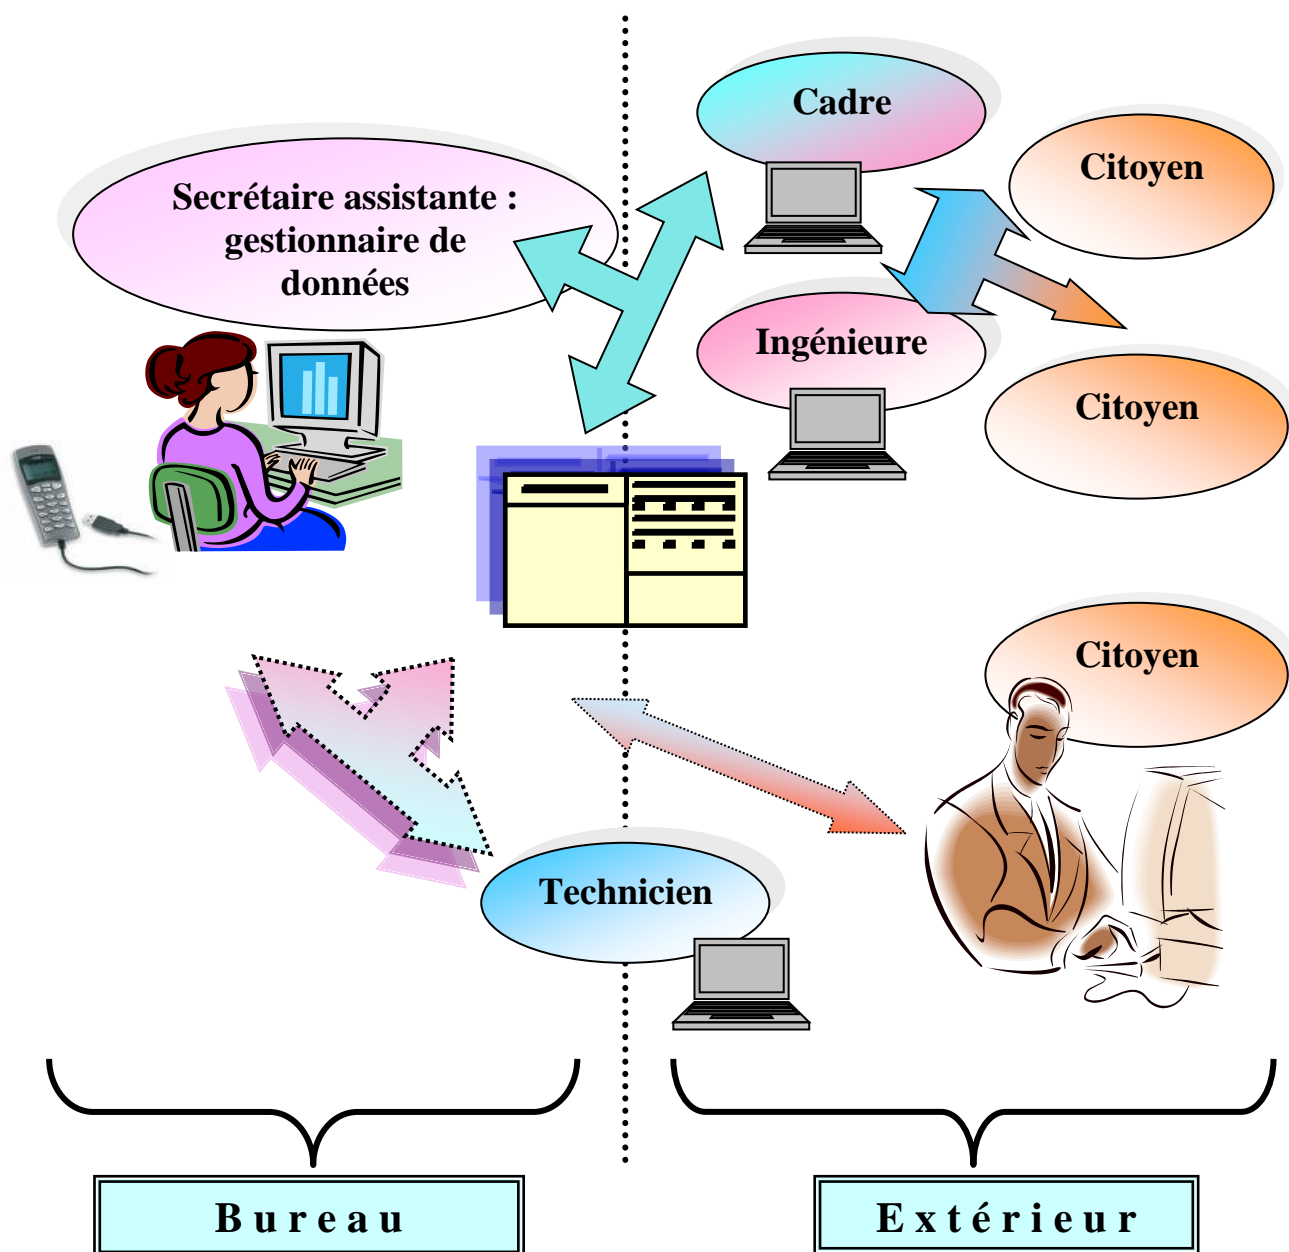 Cadre
Citoyen
Secrétaire assistante :
gestionnaire de
données
Ingénieure
Citoyen
Citoyen
Technicien
Bureau
Extérieur